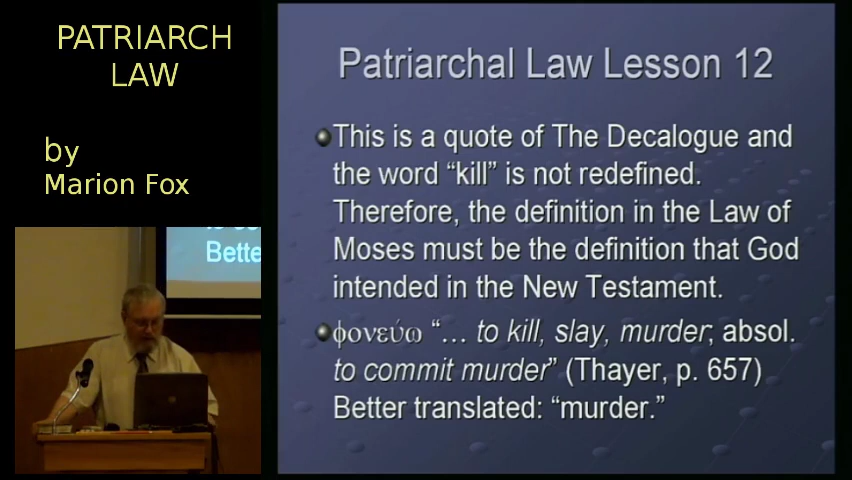 PATRIARCH
LAW
by
Marion Fox
Bette
Patriarchal Law Lesson 12
This is a quote of The Decalogue and
the word “kill” is not redefined.
Therefore, the definition in the Law of
Moses must be the definition that God
intended in the New Testament.
φονεύω “… to kill, slay, murder; absol.
to commit murder” (Thayer, p. 657)
Better translated: “murder.”